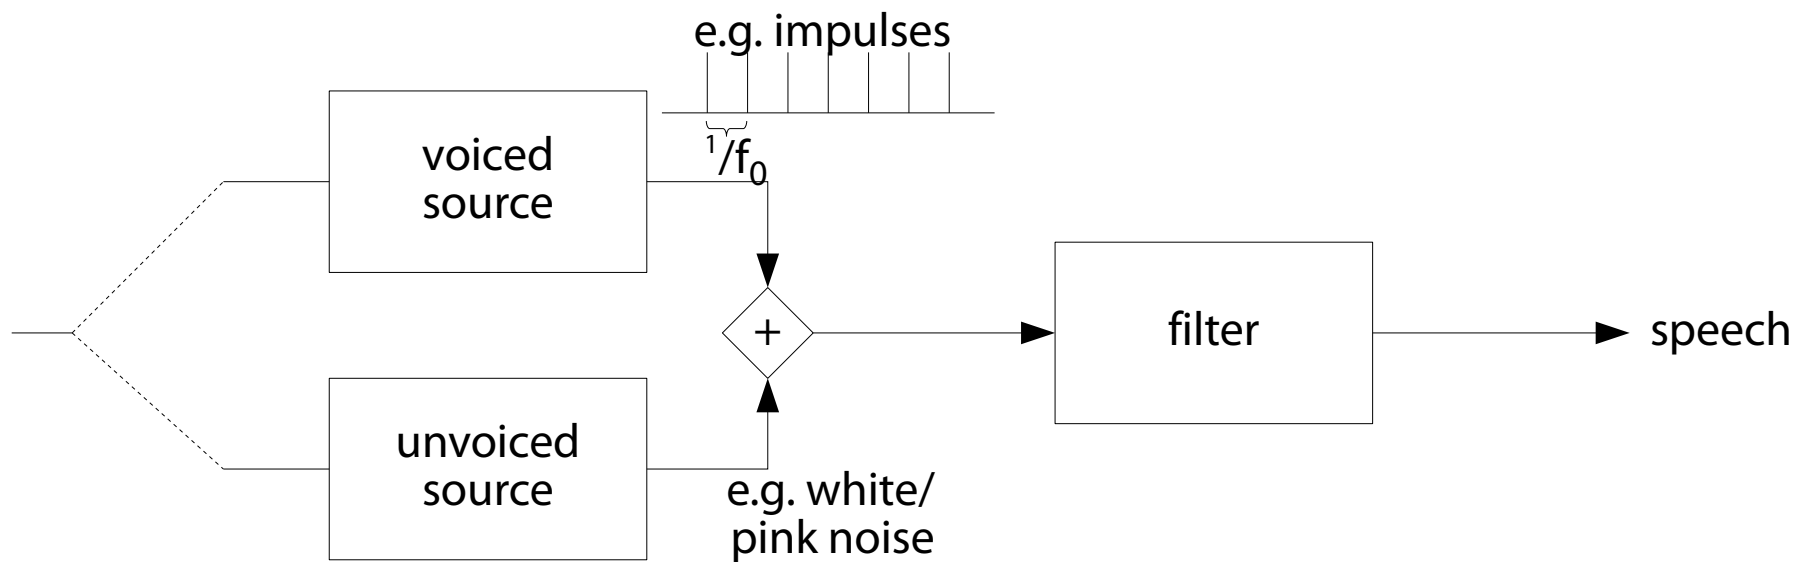 e.g. impulses
1/f0
voiced
source
+
filter
speech
unvoiced
source
e.g. white/
pink noise